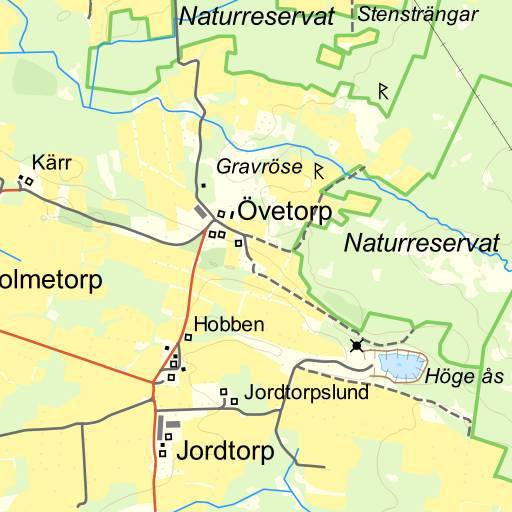 Naturreservat
Stensträngar
R
Kärr
Gravröse R
Övetorp
Naturreservat
olmetorp
Hobben
Höge ås
Jordtorpslund
Jordtorp